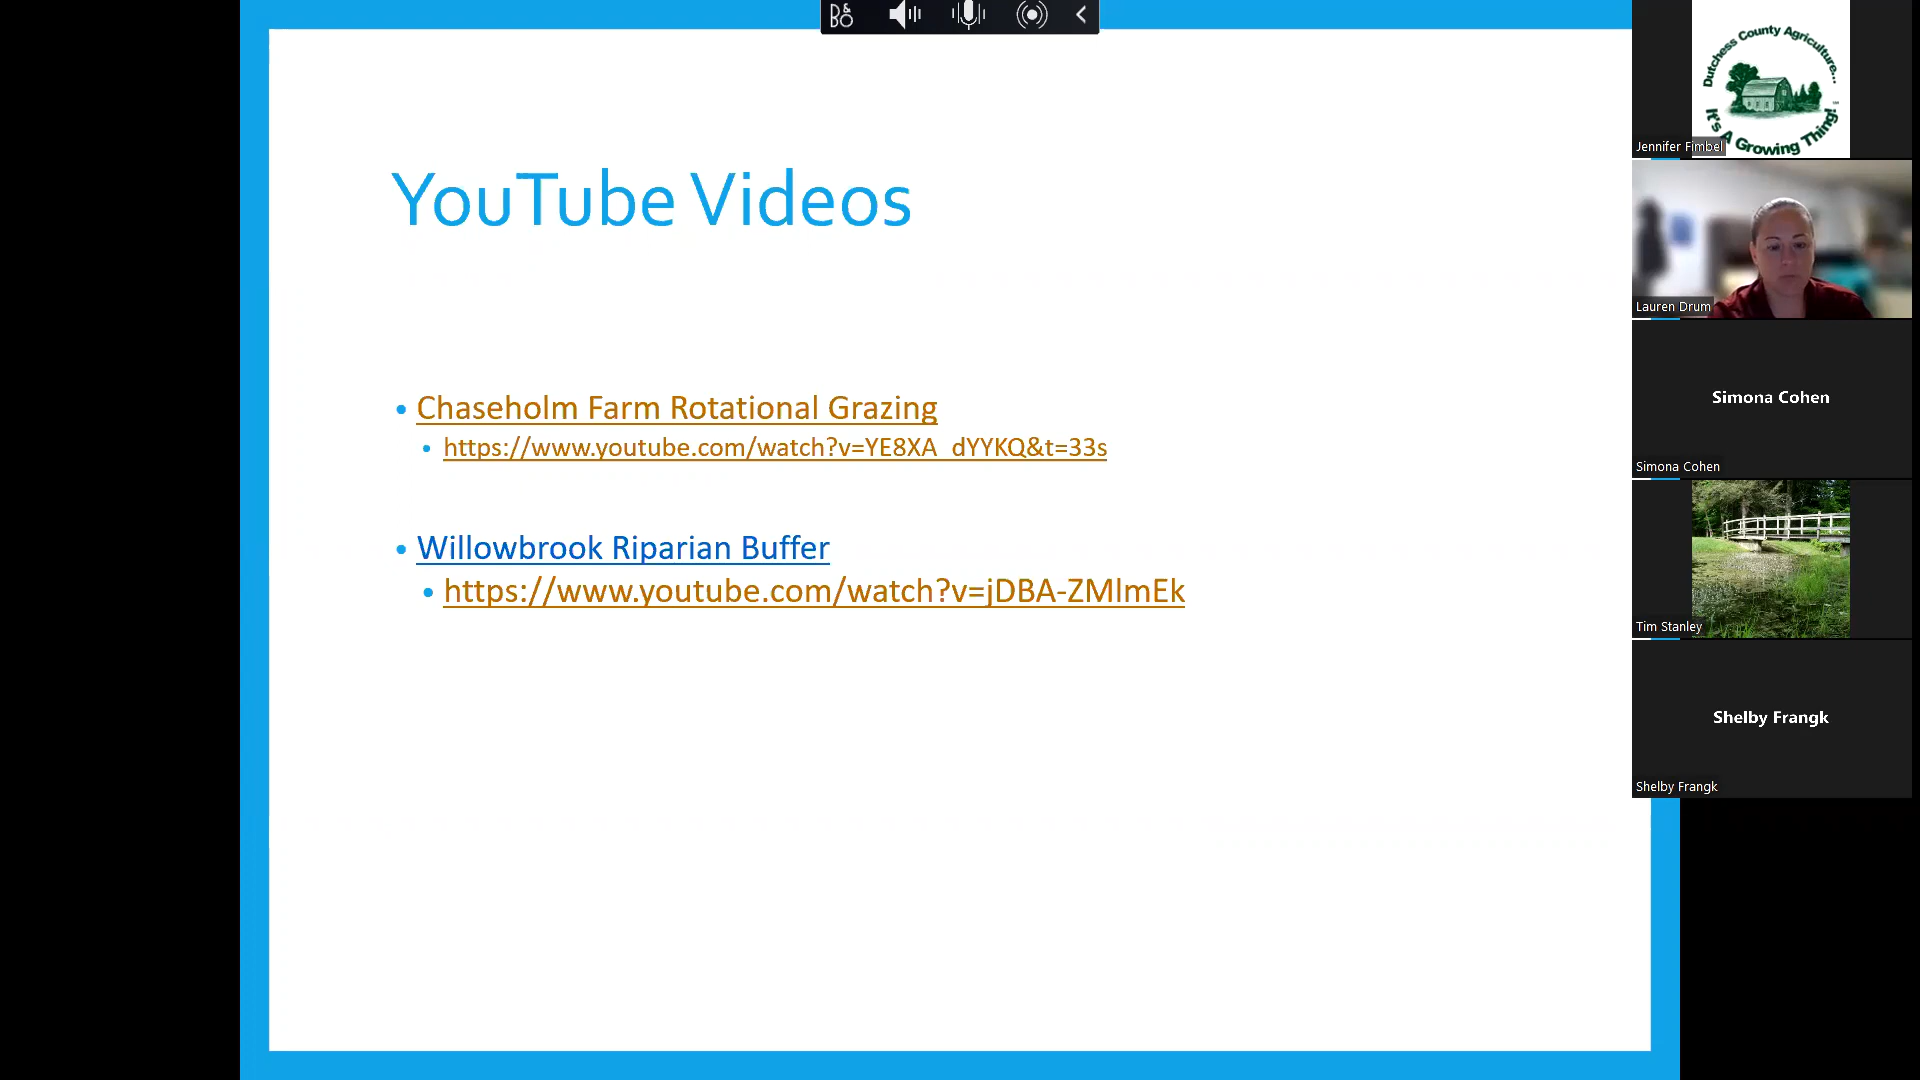 B&O
YouTube Videos
• Chaseholm Farm Rotational Grazing
• https://www.youtube.com/watch?v=YE8XA_dYYKQ&t=33s
• Willowbrook Riparian Buffer
• https://www.youtube.com/watch?v=jDBA-ZMlmEk
Dutchess County Agriculture...
It's A Growing Thing!
Jennifer Fimbel
Lauren Drum
Simona Cohen
Simona Cohen
Tim Stanley
Shelby Frangk
Shelby Frangk